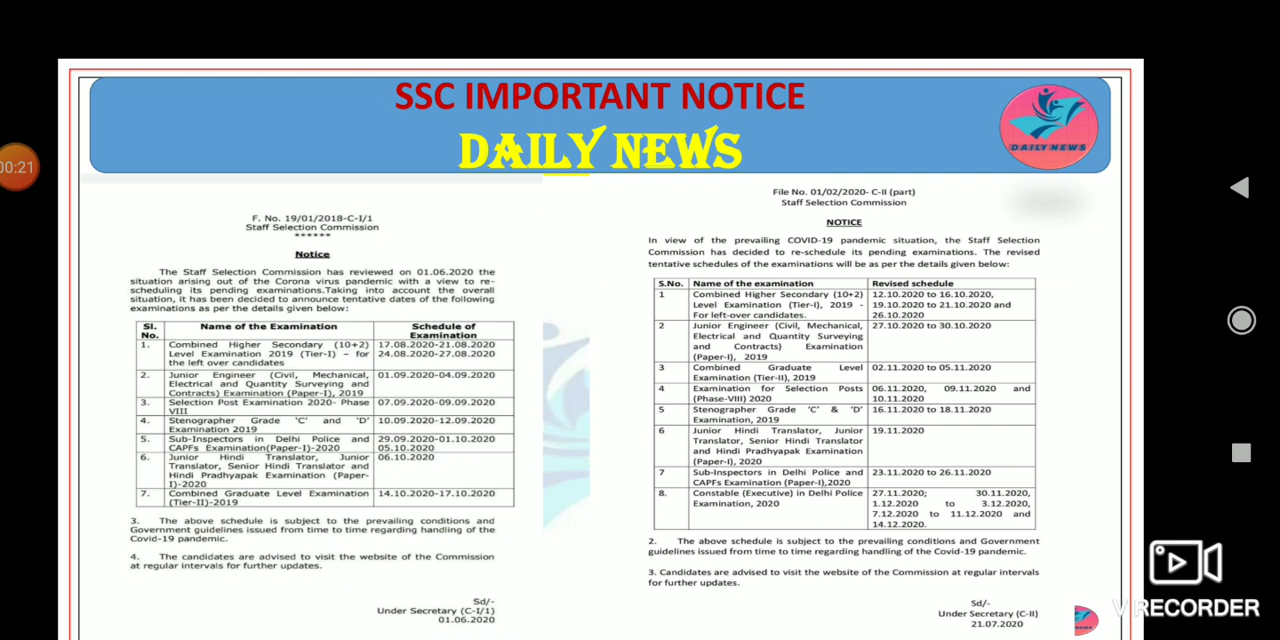 SSC IMPORTANT NOTICE
DAILY NEWS
DAILY NEWS
00:21
F. No. 19/01/2018-C-I/1
Staff Selection Commission
******
Notice
The Staff Selection Commission has reviewed on 01.06.2020 the
situation arising out of the Corona virus pandemic with a view to re-
scheduling its pending examinations.Taking into account the overall
situation, it has been decided to announce tentative dates of the following
examinations as per the details given below:
Sl. No. Name of the Examination Schedule of Examination
1. Combined Higher Secondary (10+2) 17.08.2020-21.08.2020
Level Examination 2019 (Tier-I) – for 24.08.2020-27.08.2020
the left over candidates
2. Junior Engineer (Civil, Mechanical, 01.09.2020-04.09.2020
Electrical and Quantity Surveying and
Contracts) Examination (Paper-I), 2019
3. Selection Post Examination 2020- Phase 07.09.2020-09.09.2020
VIII
4. Stenographer Grade 'C' and 'D' 10.09.2020-12.09.2020
Examination 2019
5. Sub-Inspectors in Delhi Police and 29.09.2020-01.10.2020
CAPFs Examination(Paper-I)-2020 05.10.2020
6. Junior Hindi Translator, Junior 06.10.2020
Translator, Senior Hindi Translator and
Hindi Pradhyapak Examination (Paper-
I)-2020
7. Combined Graduate Level Examination 14.10.2020-17.10.2020
(Tier-II)-2019
3. The above schedule is subject to the prevailing conditions and
Government guidelines issued from time to time regarding handling of the
Covid-19 pandemic.
4. The candidates are advised to visit the website of the Commission
at regular intervals for further updates.
Sd/-
Under Secretary (C-I/1)
01.06.2020
File No. 01/02/2020- C-II (part)
Staff Selection Commission
NOTICE
In view of the prevailing COVID-19 pandemic situation, the Staff Selection
Commission has decided to re-schedule its pending examinations. The revised
tentative schedules of the examinations will be as per the details given below:
S.No. Name of the examination Revised schedule
1 Combined Higher Secondary (10+2) 12.10.2020 to 16.10.2020,
Level Examination (Tier-I), 2019 - 19.10.2020 to 21.10.2020 and
For left-over candidates. 26.10.2020
2 Junior Engineer (Civil, Mechanical, 27.10.2020 to 30.10.2020
Electrical and Quantity Surveying
and Contracts) Examination
(Paper-I), 2019
3 Combined Graduate Level 02.11.2020 to 05.11.2020
Examination (Tier-II), 2019
4 Examination for Selection Posts 06.11.2020, 09.11.2020 and
(Phase-VIII) 2020 10.11.2020
5 Stenographer Grade 'C' & 'D' 16.11.2020 to 18.11.2020
Examination, 2019
6 Junior Hindi Translator, Junior 19.11.2020
Translator, Senior Hindi Translator
and Hindi Pradhyapak Examination
(Paper-I), 2020
7 Sub-Inspectors in Delhi Police and 23.11.2020 to 26.11.2020
CAPFs Examination (Paper-I),2020
8. Constable (Executive) in Delhi Police 27.11.2020; 30.11.2020,
Examination, 2020 1.12.2020 to 3.12.2020,
7.12.2020 to 11.12.2020 and
14.12.2020.
2. The above schedule is subject to the prevailing conditions and Government
guidelines issued from time to time regarding handling of the Covid-19 pandemic.
3. Candidates are advised to visit the website of the Commission at regular intervals
for further updates.
Sd/-
Under Secretary (C-II)
21.07.2020
V RECORDER